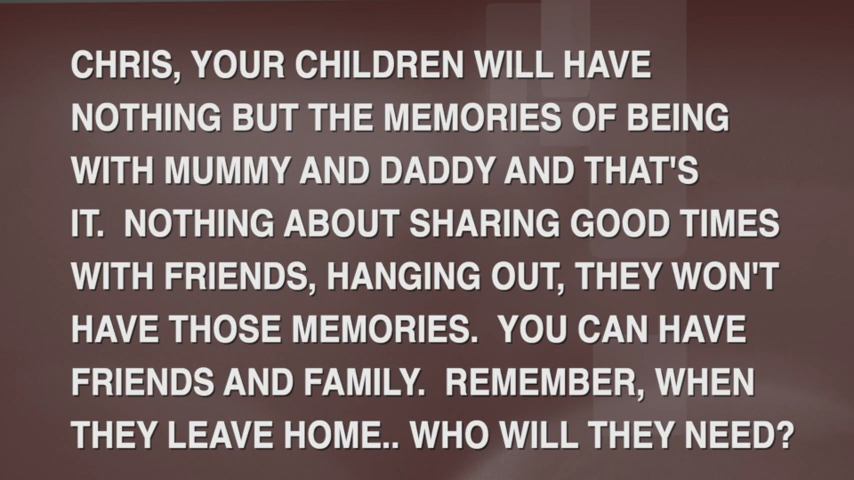 CHRIS, YOUR CHILDREN WILL HAVE
NOTHING BUT THE MEMORIES OF BEING
WITH MUMMY AND DADDY AND THAT'S
IT.  NOTHING ABOUT SHARING GOOD TIMES
WITH FRIENDS, HANGING OUT, THEY WON'T
HAVE THOSE MEMORIES.  YOU CAN HAVE
FRIENDS AND FAMILY.  REMEMBER, WHEN
THEY LEAVE HOME.. WHO WILL THEY NEED?